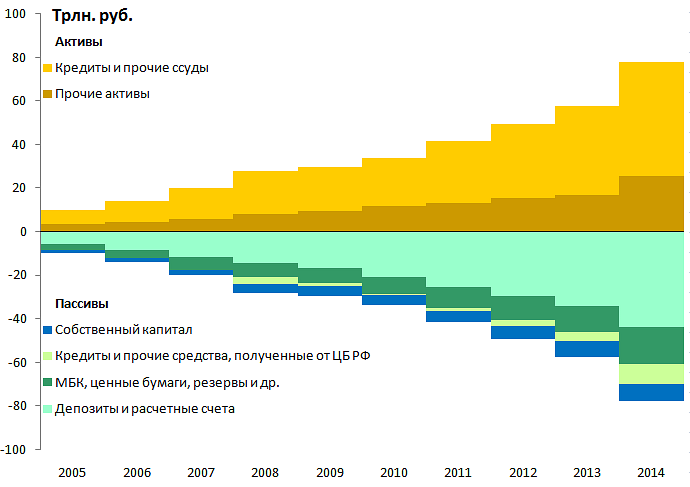 Трлн. руб.
Активы
Кредиты и прочие ссуды
Прочие активы
100
80
60
40
20
0
-20
-40
-60
-80
-100
Пассивы
Собственный капитал
Кредиты и прочие средства, полученные от ЦБ РФ
МБК, ценные бумаги, резервы и др.
Депозиты и расчетные счета
2005 2006 2007 2008 2009 2010 2011 2012 2013 2014